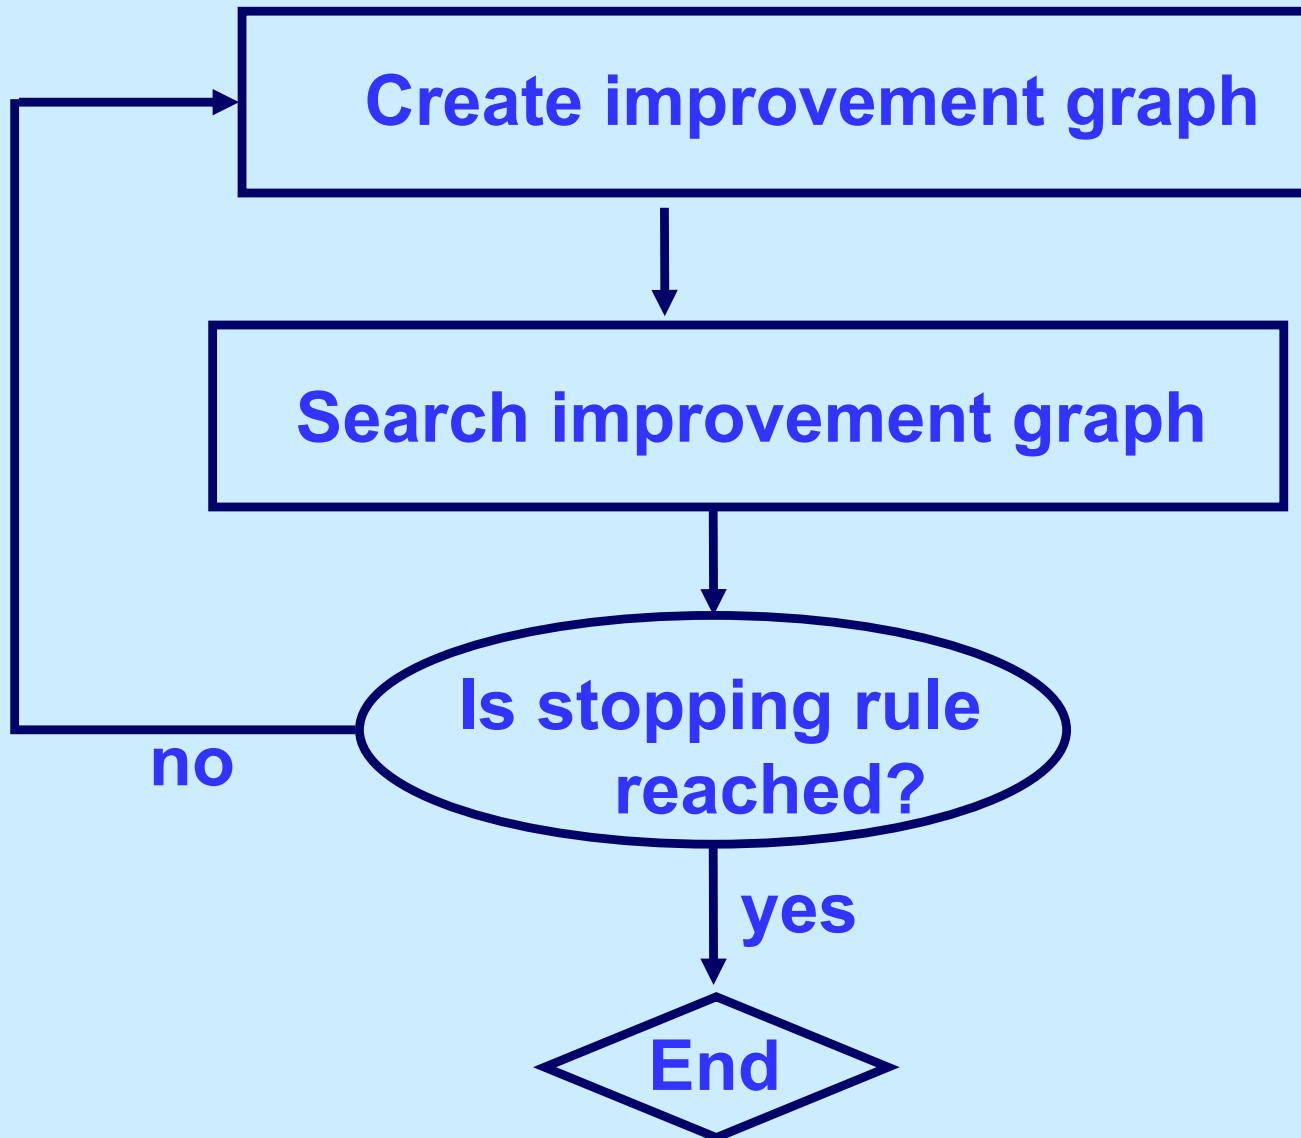 Create improvement graph
Search improvement graph
Is stopping rule
reached?
no
yes
End